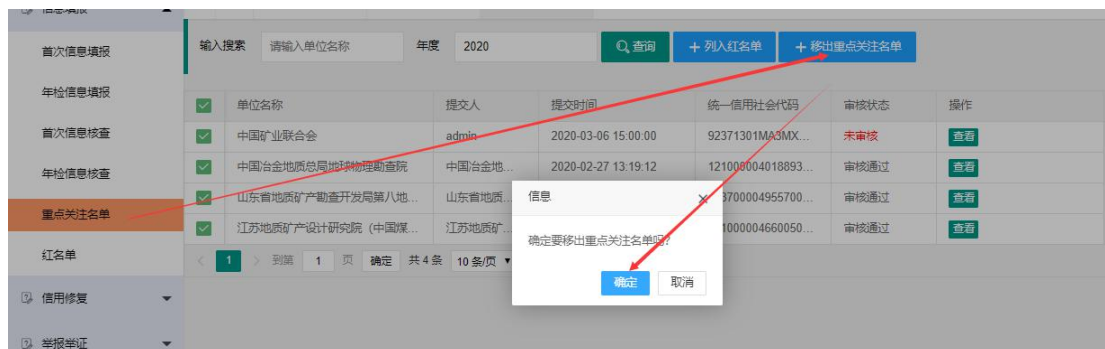 信息填报
首次信息填报
年检信息填报
首次信息核查
年检信息核查
重点关注名单
红名单
信用修复
举报举证
输入搜索 请输入单位名称 年度 2020 查询 + 列入红名单 + 移出重点关注名单
单位名称 提交人 提交时间 统一信用社会代码 审核状态 操作
中国矿业联合会 admin 2020-03-06 15:00:00 92371301MA3MX... 未审核 查看
中国冶金地质总局地球物理勘查院 中国冶金地... 2020-02-27 13:19:12 121000004018893... 审核通过 查看
山东省地质矿产勘查开发局第八地... 山东省地质... 3700004955700... 审核通过 查看
江苏地质矿产设计研究院（中国煤... 江苏地质矿... 1000004660050... 审核通过 查看
< 1 > 到第 1 页 确定 共 4 条 10 条/页
信息
确定要移出重点关注名单吗?
确定 取消